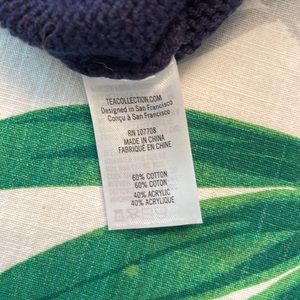 TEACOLLECTION.COM
Designed in San Francisco
Conçu à San Francisco
RN 107708
MADE IN CHINA
FABRIQUÉ EN CHINE
60% COTTON
60% COTON
40% ACRYLIC
40% ACRYLIQUE